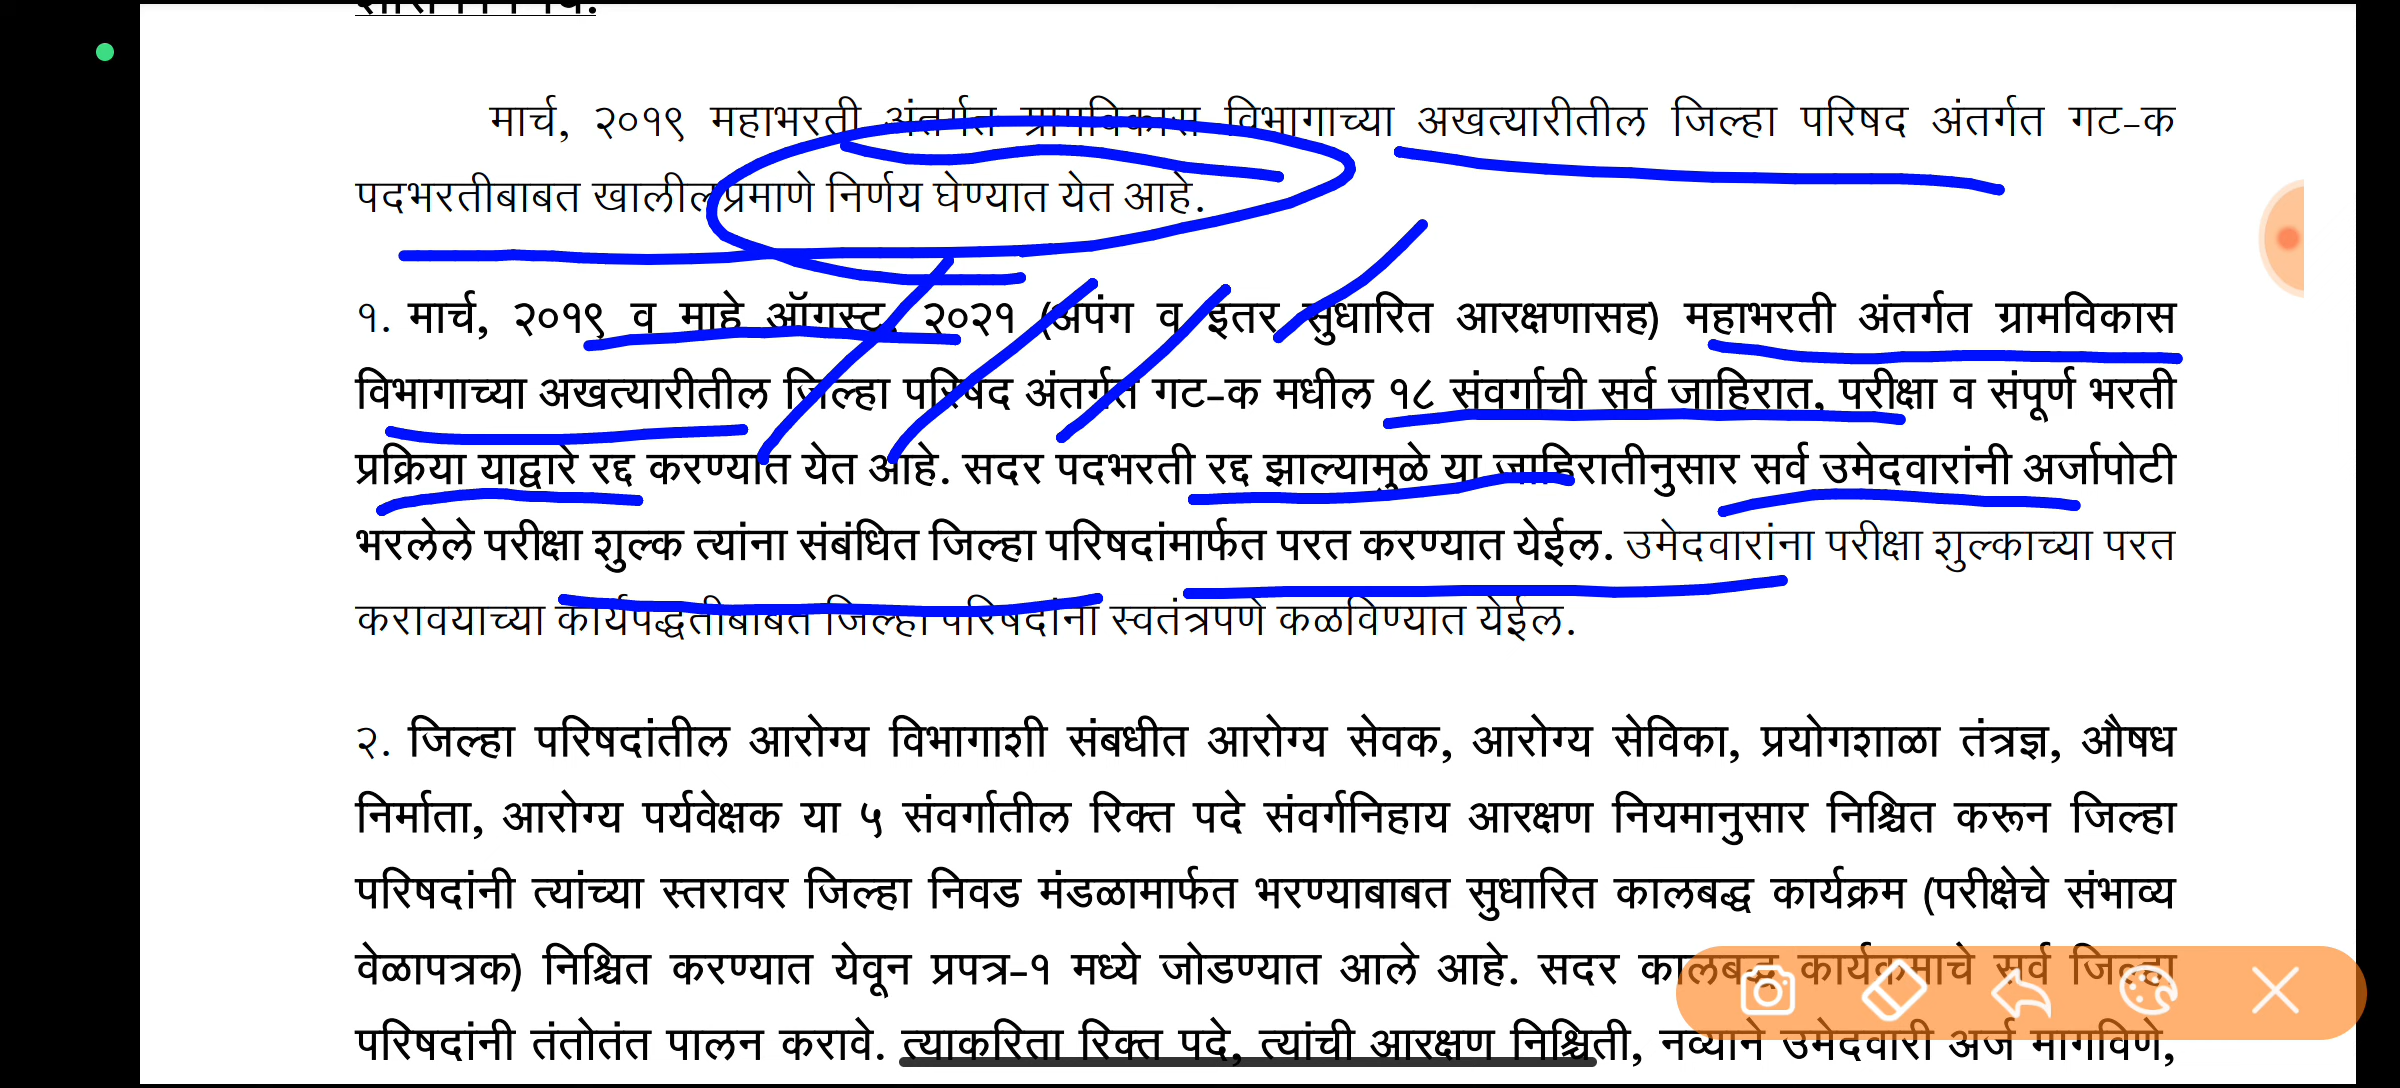 शासन निर्णय:
मार्च, २०१९ महाभरती अंतर्गत ग्रामविकास विभागाच्या अखत्यारीतील जिल्हा परिषद अंतर्गत गट-क
पदभरतीबाबत खालीलप्रमाणे निर्णय घेण्यात येत आहे.
१. मार्च, २०१९ व माहे ऑगस्ट, २०२१ (अपंग व इतर सुधारित आरक्षणासह) महाभरती अंतर्गत ग्रामविकास
विभागाच्या अखत्यारीतील जिल्हा परिषद अंतर्गत गट-क मधील १८ संवर्गाची सर्व जाहिरात, परीक्षा व संपूर्ण भरती
प्रक्रिया याद्वारे रद्द करण्यात येत आहे. सदर पदभरती रद्द झाल्यामुळे या जाहिरातीनुसार सर्व उमेदवारांनी अर्जापोटी
भरलेले परीक्षा शुल्क त्यांना संबंधित जिल्हा परिषदांमार्फत परत करण्यात येईल. उमेदवारांना परीक्षा शुल्काच्या परत
करावयाच्या कार्यपद्धतीबाबत जिल्हा परिषदांना स्वतंत्रपणे कळविण्यात येईल.
२. जिल्हा परिषदांतील आरोग्य विभागाशी संबधीत आरोग्य सेवक, आरोग्य सेविका, प्रयोगशाळा तंत्रज्ञ, औषध
निर्माता, आरोग्य पर्यवेक्षक या ५ संवर्गातील रिक्त पदे संवर्गनिहाय आरक्षण नियमानुसार निश्चित करून जिल्हा
परिषदांनी त्यांच्या स्तरावर जिल्हा निवड मंडळामार्फत भरण्याबाबत सुधारित कालबद्ध कार्यक्रम (परीक्षेचे संभाव्य
वेळापत्रक) निश्चित करण्यात येवून प्रपत्र-१ मध्ये जोडण्यात आले आहे. सदर कालबद्ध कार्यक्रमाचे सर्व जिल्हा
परिषदांनी तंतोतंत पालन करावे. त्याकरिता रिक्त पदे, त्यांची आरक्षण निश्चिती, नव्याने उमेदवारी अर्ज मागविणे,